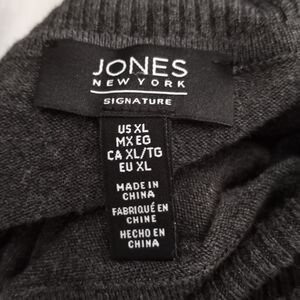 JONES
NEW YORK
SIGNATURE
US XL
MX EG
CA XL/TG
EU XL
MADE IN
CHINA
FABRIQUÉ EN
CHINE
HECHO EN
CHINA